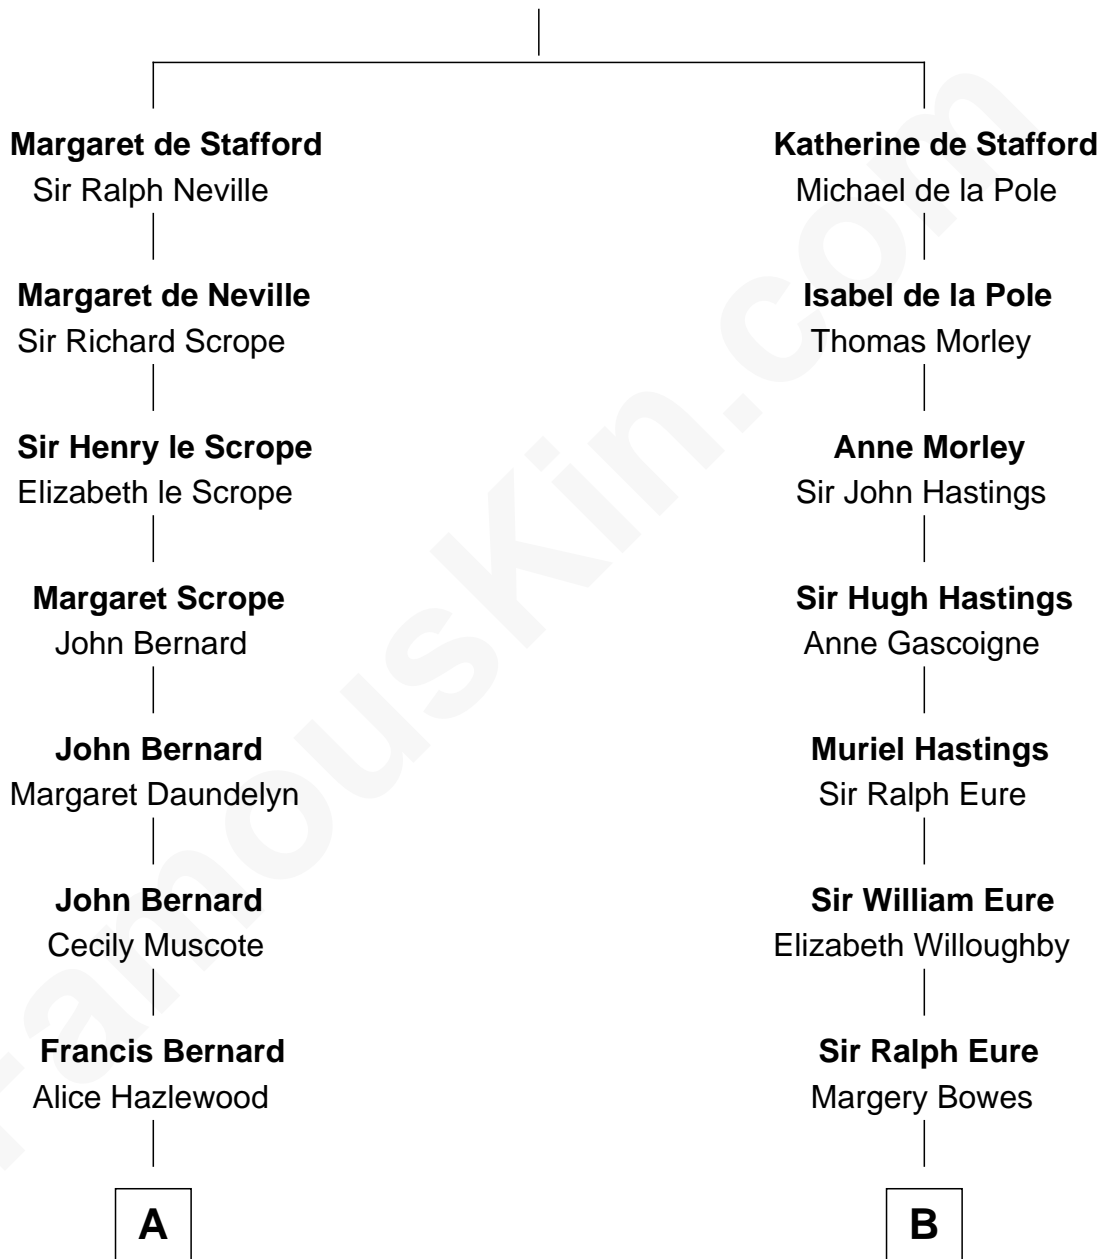 Margaret de Stafford
Sir Ralph Neville
Margaret de Neville
Sir Richard Scrope
Sir Henry le Scrope
Elizabeth le Scrope
Margaret Scrope
John Bernard
John Bernard
Margaret Daundelyn
John Bernard
Cecily Muscote
Francis Bernard
Alice Hazlewood
A
Katherine de Stafford
Michael de la Pole
Isabel de la Pole
Thomas Morley
Anne Morley
Sir John Hastings
Sir Hugh Hastings
Anne Gascoigne
Muriel Hastings
Sir Ralph Eure
Sir William Eure
Elizabeth Willoughby
Sir Ralph Eure
Margery Bowes
B
FamousKin.com